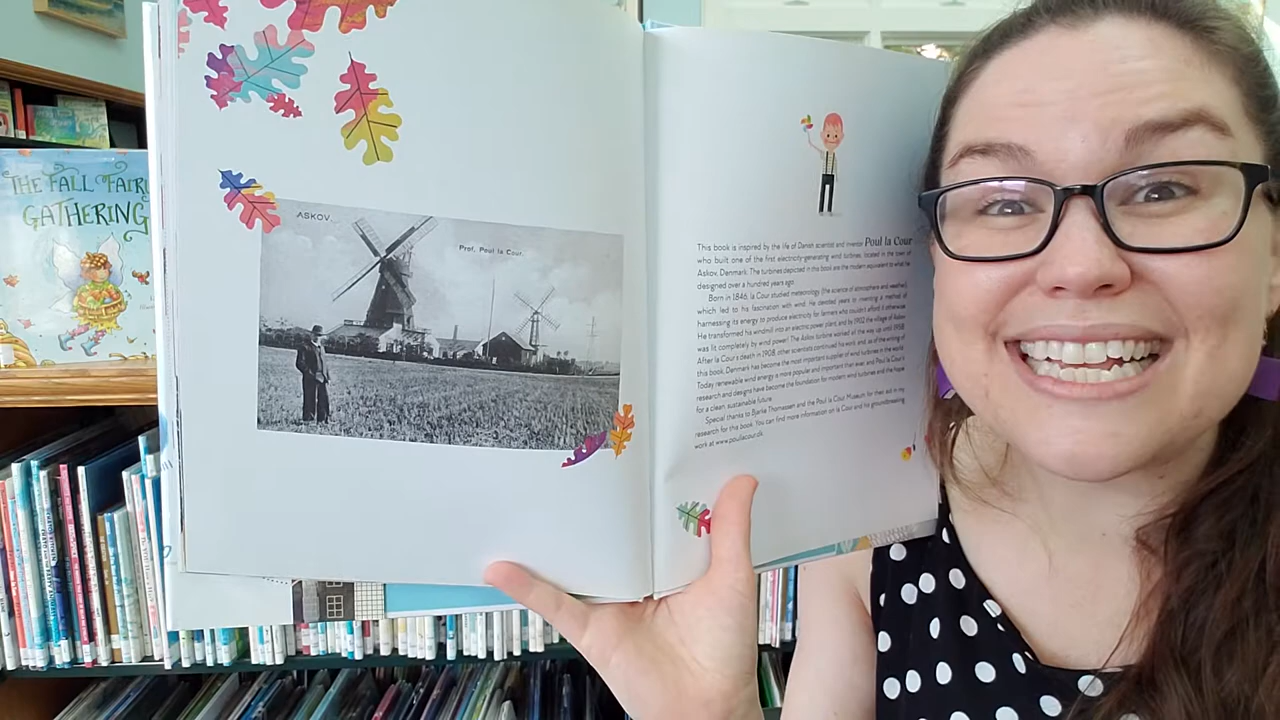 THE FALL FAIRY
GATHERING
ASKOV.
Prof. Poul la Cour.
This book is inspired by the life of Danish scientist and inventor Poul la Cour
who built one of the first electricity-generating wind turbines, located in the town of
Askov, Denmark. The turbines depicted in the book are the modern equivalent to what he
designed over a hundred years ago.
Born in 1846, la Cour studied meteorology (the science of atmosphere and weather),
which led to his fascination with wind. He devoted years to inventing a method of
harnessing its energy to produce electricity for farmers who couldn't afford it otherwise.
He transformed his windmill into an electric power plant, and by 1902 the village of Askov
was lit completely by wind power! The Askov turbine worked all the way up until 1958.
After la Cour's death in 1908, other scientists continued his work, and, as of the writing of
this book, Denmark has become the most important supplier of wind turbines in the world.
Today renewable wind energy is more popular and important than ever, and Poul la Cour's
research and designs have become the foundation for modern wind turbines and the hope
for a clean, sustainable future.
Special thanks to Bjarke Thomassen and the Poul la Cour Museum for their aid in my
research for this book. You can find more information on la Cour and his groundbreaking
work at www.poullacour.dk.